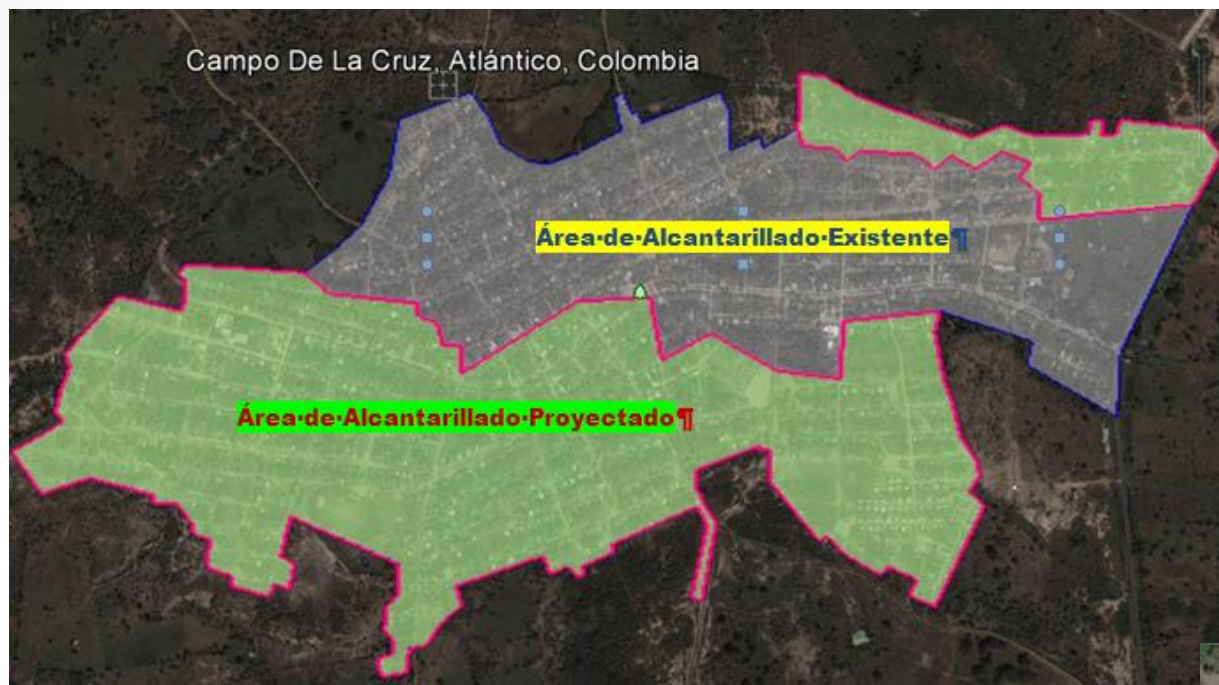 Campo De La Cruz, Atlántico, Colombia
Área·de·Alcantarillado·Existente¶
Área·de·Alcantarillado·Proyectado¶